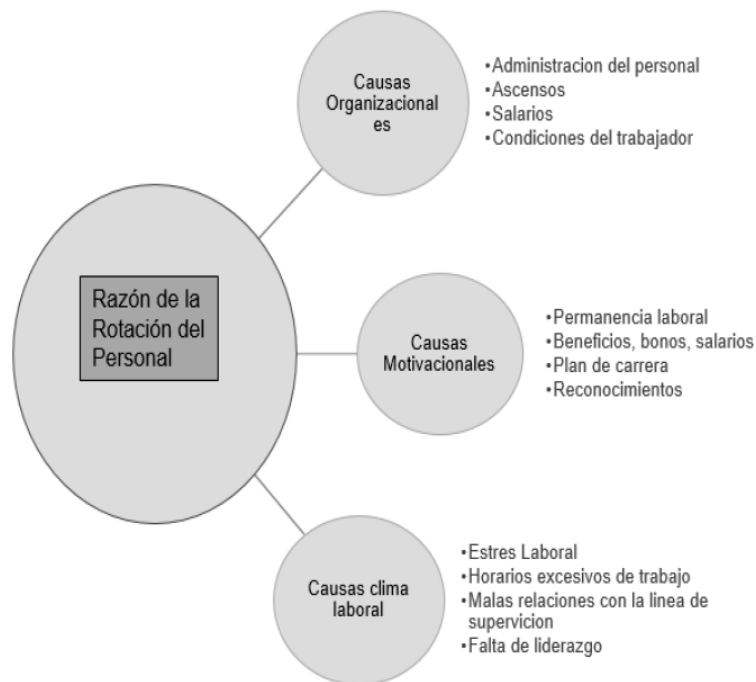 Causas
Organizacional
es
•Administracion del personal
•Ascensos
•Salarios
•Condiciones del trabajador
Razón de la
Rotación del
Personal
Causas
Motivacionales
•Permanencia laboral
•Beneficios, bonos, salarios
•Plan de carrera
•Reconocimientos
Causas clima
laboral
•Estres Laboral
•Horarios excesivos de trabajo
•Malas relaciones con la linea de
supervicion
•Falta de liderazgo